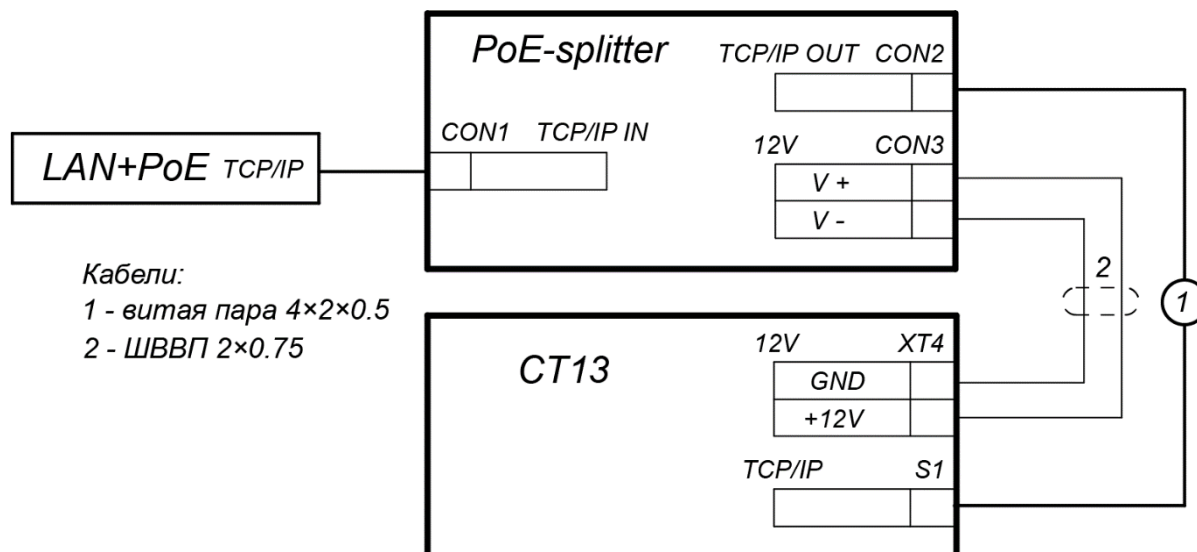 PoE-splitter
TCP/IP OUT CON2
CON1 TCP/IP IN
12V CON3
V +
V -
LAN+PoE TCP/IP
Кабели:
1 - витая пара 4×2×0.5
2 - ШВВП 2×0.75
2
1
CT13
12V XT4
GND
+12V
TCP/IP S1